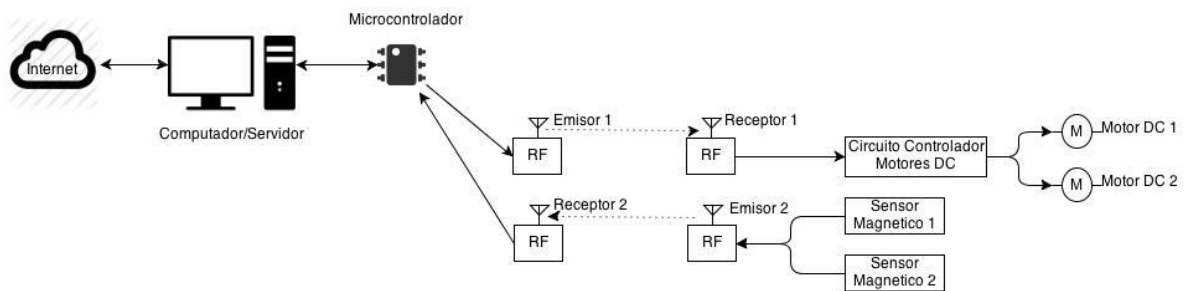 Microcontrolador
Internet
Computador/Servidor
Emisor 1
Receptor 1
RF
RF
Circuito Controlador
Motores DC
M
Motor DC 1
M
Motor DC 2
Receptor 2
Emisor 2
RF
RF
Sensor
Magnetico 1
Sensor
Magnetico 2